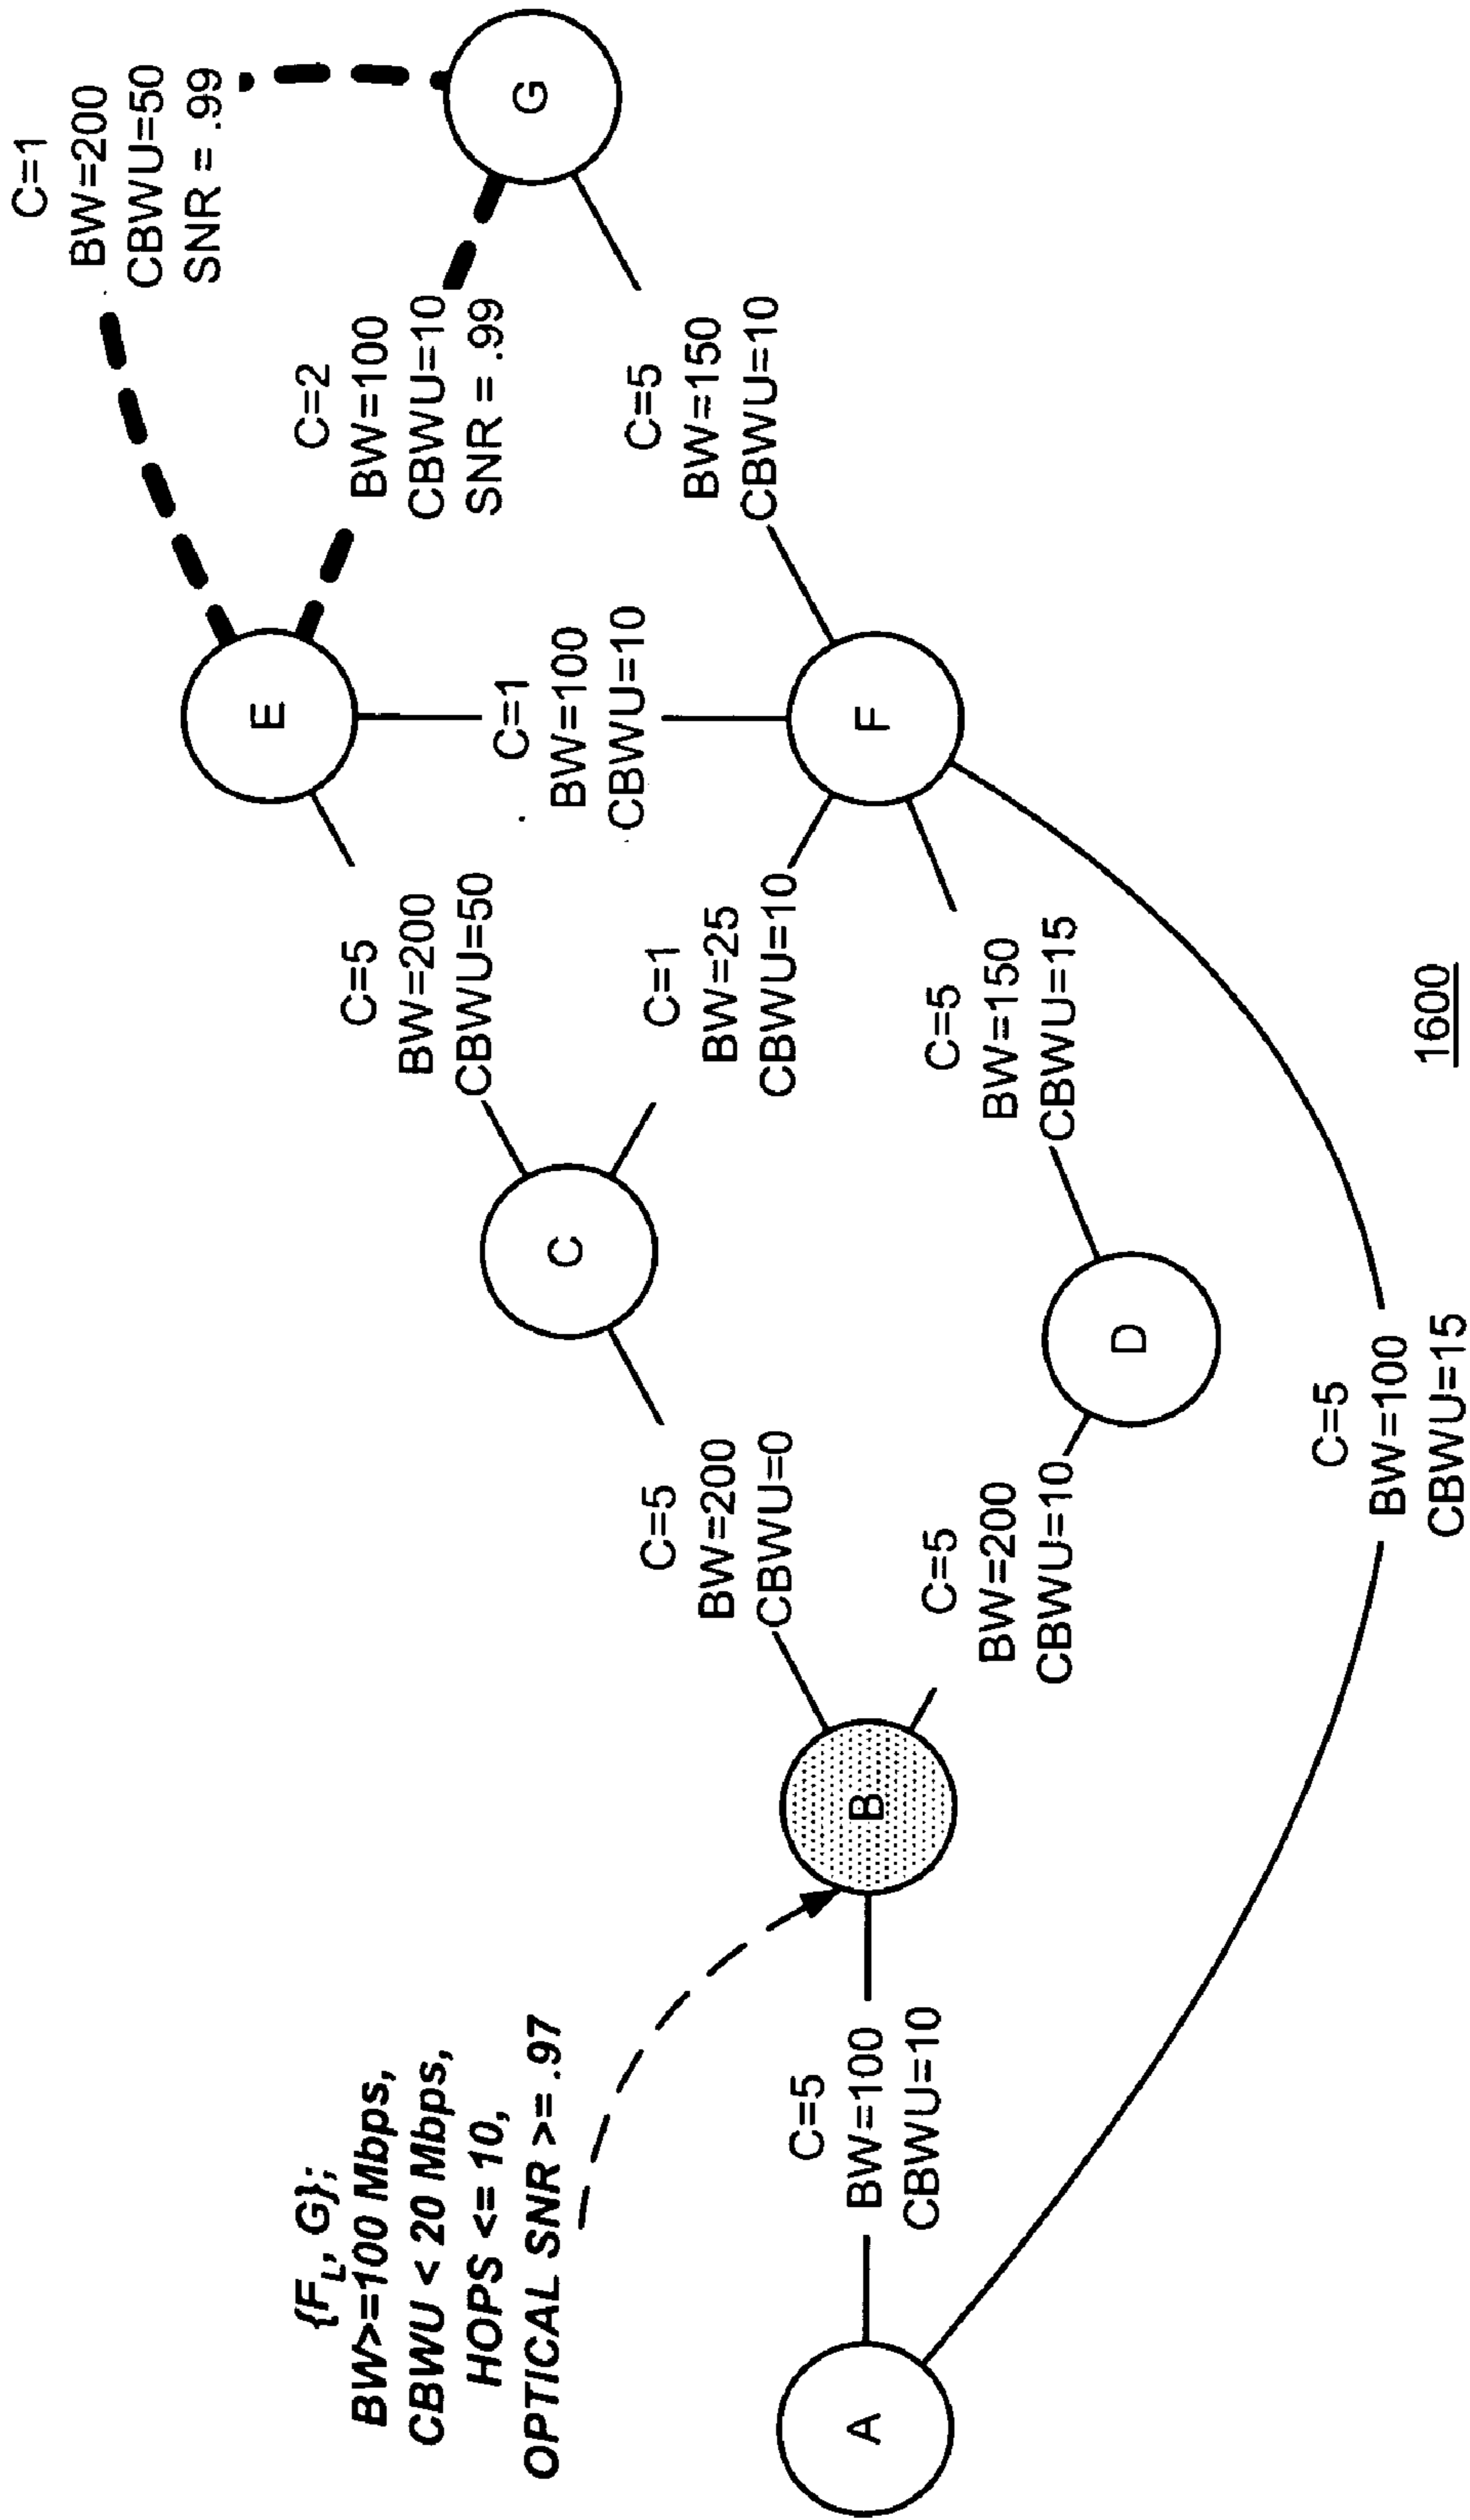 {F_L, G};
BW>=100 Mbps,
CBWU < 20 Mbps,
HOPS <= 10,
OPTICAL SNR >= .97
A
C=5
BW=100
CBWU=10
B
C=5
BW=200
CBWU=0
C=5
BW=200
CBWU=10
C
D
C=5
BW=200
CBWU=50
C=1
BW=25
CBWU=10
C=5
BW=150
CBWU=15
C=5
BW=100
CBWU=15
E
C=1
BW=100
CBWU=10
F
C=1
BW=200
CBWU=50
SNR = .99
C=2
BW=100
CBWU=10
SNR = .99
C=5
BW=150
CBWU=10
G
1600